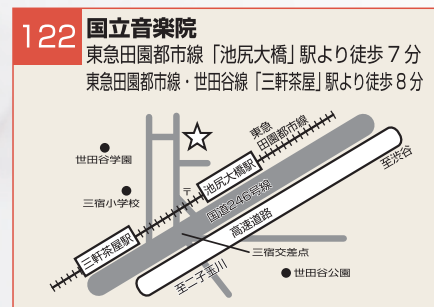 122
国立音楽院
東急田園都市線「池尻大橋」駅より徒歩7分
東急田園都市線・世田谷線「三軒茶屋」駅より徒歩8分
東急
田園都市線
世田谷学園
池尻大橋駅
至渋谷
〒
三宿小学校
国道246号線
高速道路
三軒茶屋駅
三宿交差点
至二子玉川
世田谷公園